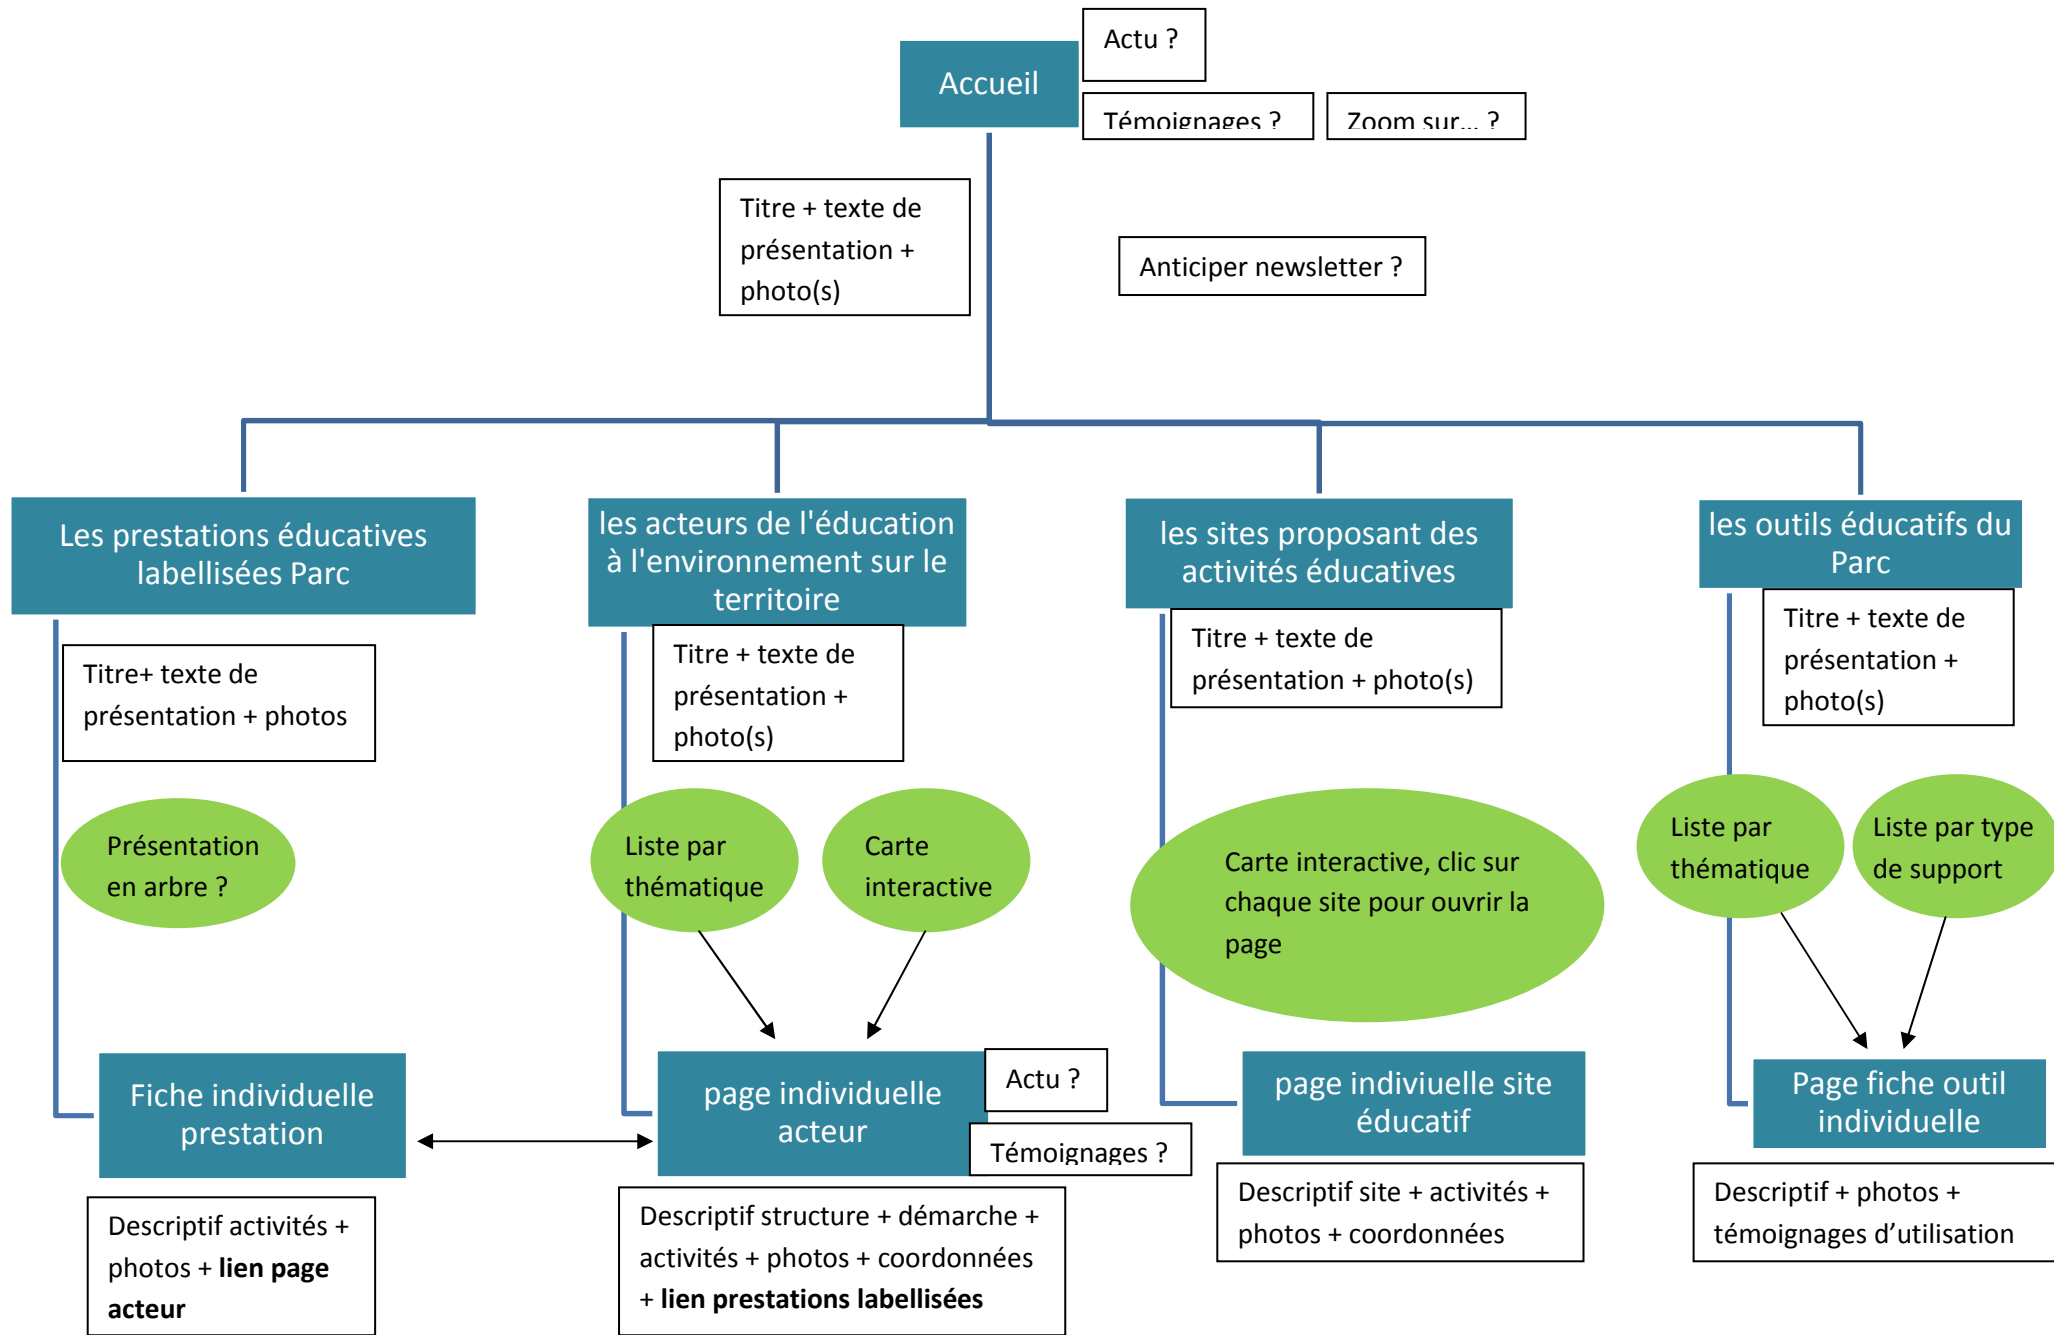 Accueil
Actu ?
Témoignages ?
Zoom sur... ?
Titre + texte de
présentation +
photo(s)
Anticiper newsletter ?
Les prestations éducatives
labellisées Parc
les acteurs de l'éducation
à l'environnement sur le
territoire
les sites proposant des
activités éducatives
les outils éducatifs du
Parc
Titre+ texte de
présentation + photos
Titre + texte de
présentation +
photo(s)
Titre + texte de
présentation + photo(s)
Titre + texte de
présentation +
photo(s)
Présentation
en arbre ?
Liste par
thématique
Carte
interactive
Carte interactive, clic sur
chaque site pour ouvrir la
page
Liste par
thématique
Liste par type
de support
Fiche individuelle
prestation
page individuelle
acteur
Actu ?
Témoignages ?
page indiviuelle site
éducatif
Page fiche outil
individuelle
Descriptif activités +
photos + lien page
acteur
Descriptif structure + démarche +
activités + photos + coordonnées
+ lien prestations labellisées
Descriptif site + activités +
photos + coordonnées
Descriptif + photos +
témoignages d’utilisation